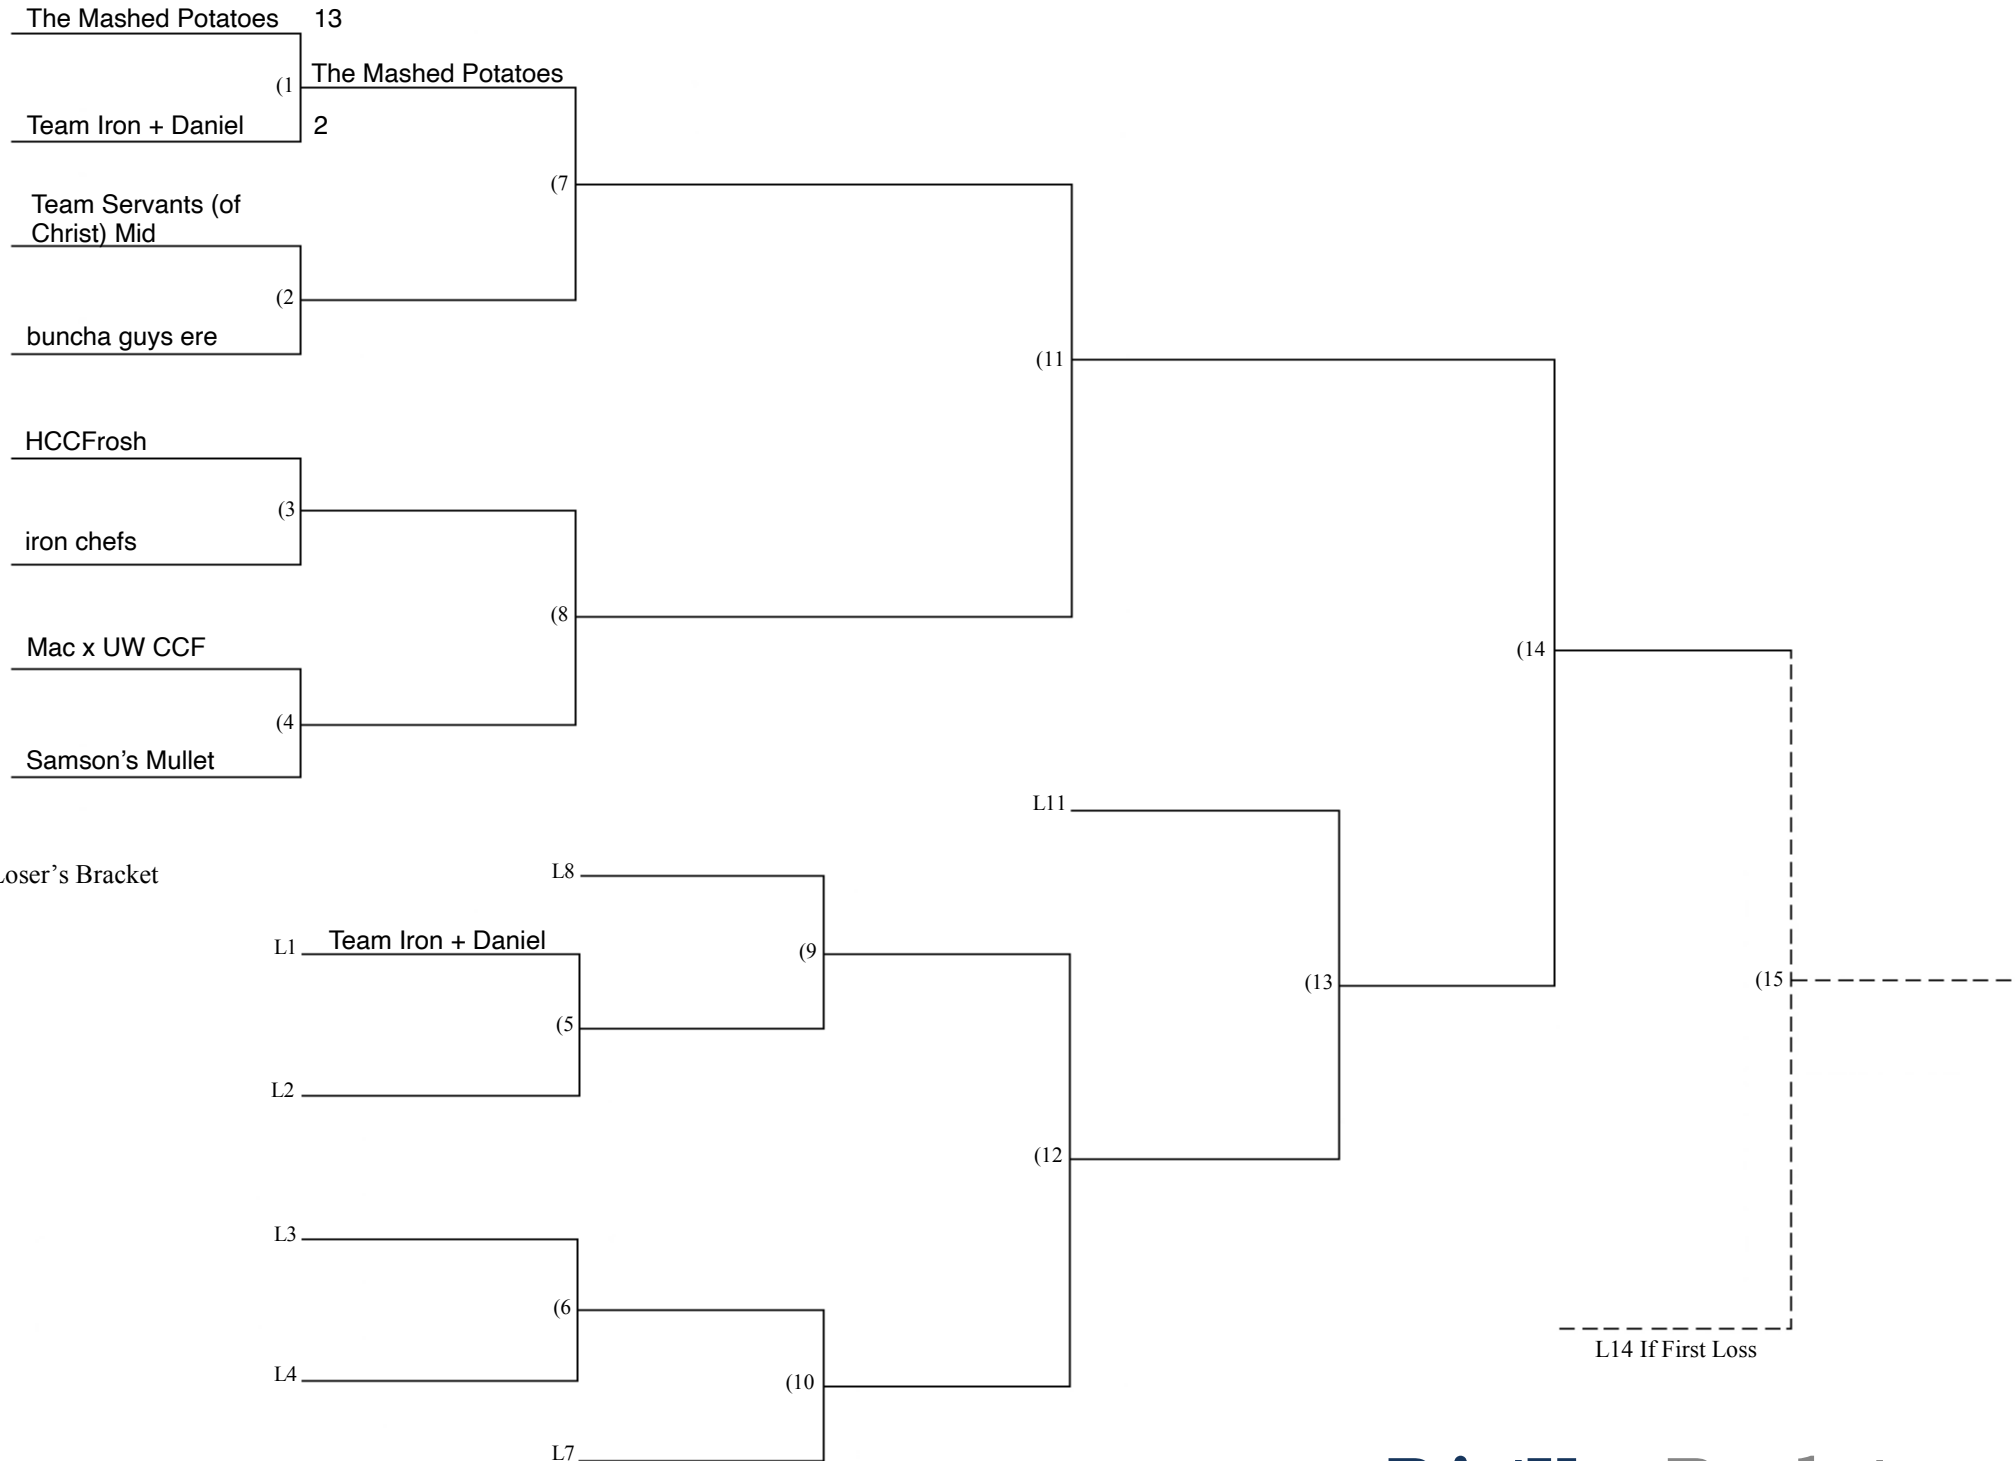 The Mashed Potatoes 13
(1 The Mashed Potatoes
Team Iron + Daniel 2
(7
Team Servants (of
Christ) Mid
(2
buncha guys ere
(11
HCCFrosh
(3
iron chefs
(8
Mac x UW CCF
(14
(4
Samson’s Mullet
L11
Loser’s Bracket
L8
L1 Team Iron + Daniel
(9
(13
(15
(5
L2
(12
L3
(6
L14 If First Loss
L4
(10
L7